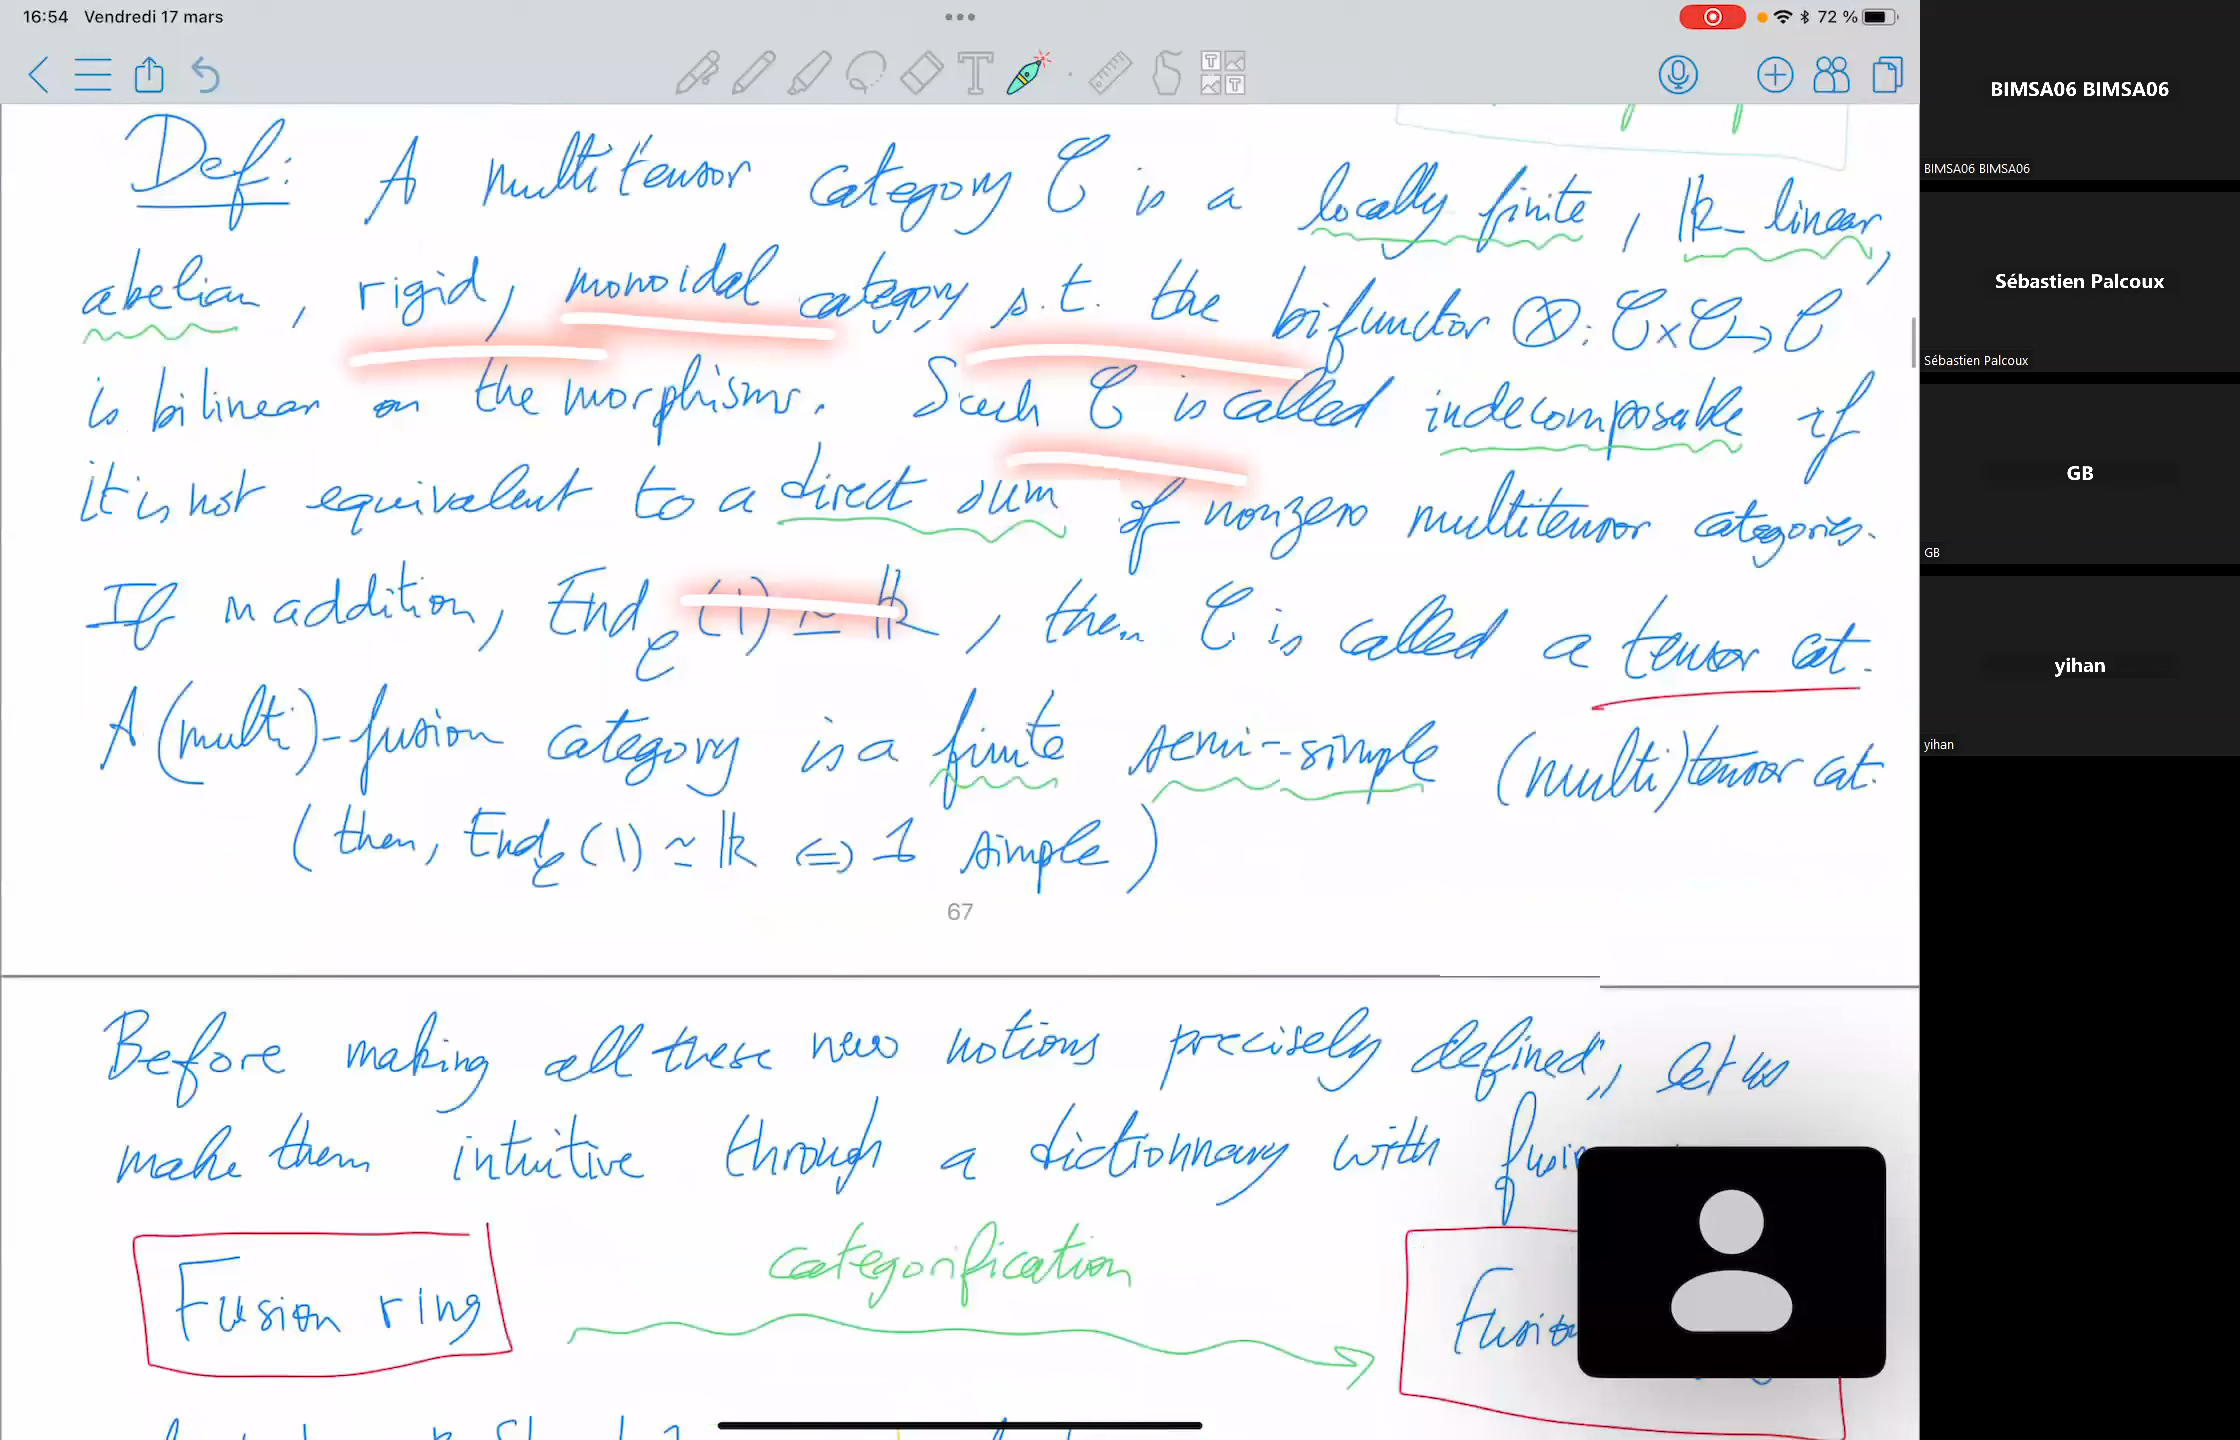 16:54 Vendredi 17 mars
72 %
Def: A multitensor category 𝒞 is a locally finite, 𝕜-linear,
abelian, rigid, monoidal category s.t. the bifunctor ⊗: 𝒞×𝒞→𝒞
is bilinear on the morphisms. Such 𝒞 is called indecomposable if
it is not equivalent to a direct sum of nonzero multitensor categories.
If in addition, End_𝒞(1) ≃ 𝕜, then 𝒞 is called a tensor cat.
A (multi)-fusion category is a finite semi-simple (multi)tensor cat.
(then, End_𝒞(1) ≃ 𝕜 ⇔ 1 simple)
67
Before making all these new notions precisely defined, let us
make them intuitive through a dictionnary with
categorification
Fusion ring
BIMSA06 BIMSA06
BIMSA06 BIMSA06
Sébastien Palcoux
Sébastien Palcoux
GB
GB
yihan
yihan